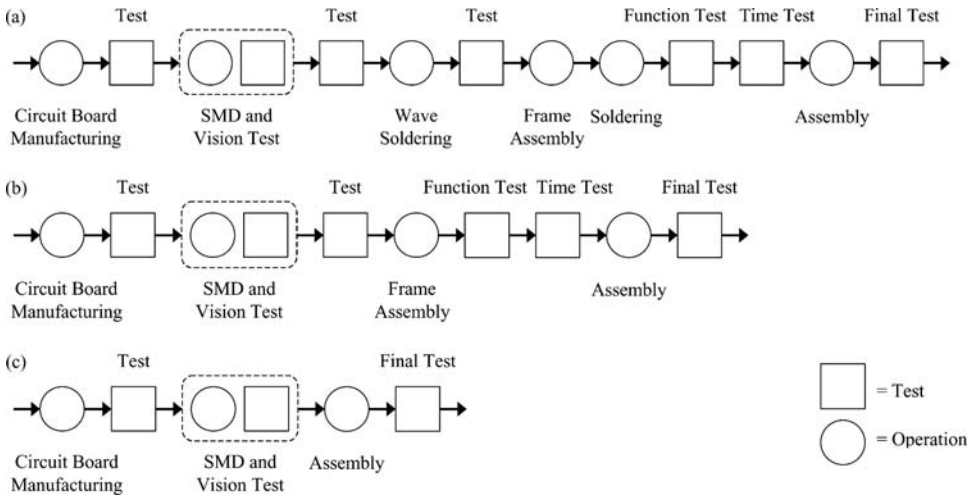 (a)
Test
Test
Test
Function Test
Time Test
Final Test
Circuit Board
Manufacturing
SMD and
Vision Test
Wave
Soldering
Frame
Assembly
Soldering
Assembly
(b)
Test
Test
Function Test
Time Test
Final Test
Circuit Board
Manufacturing
SMD and
Vision Test
Frame
Assembly
Assembly
(c)
Test
Final Test
Circuit Board
Manufacturing
SMD and
Vision Test
Assembly
= Test
= Operation